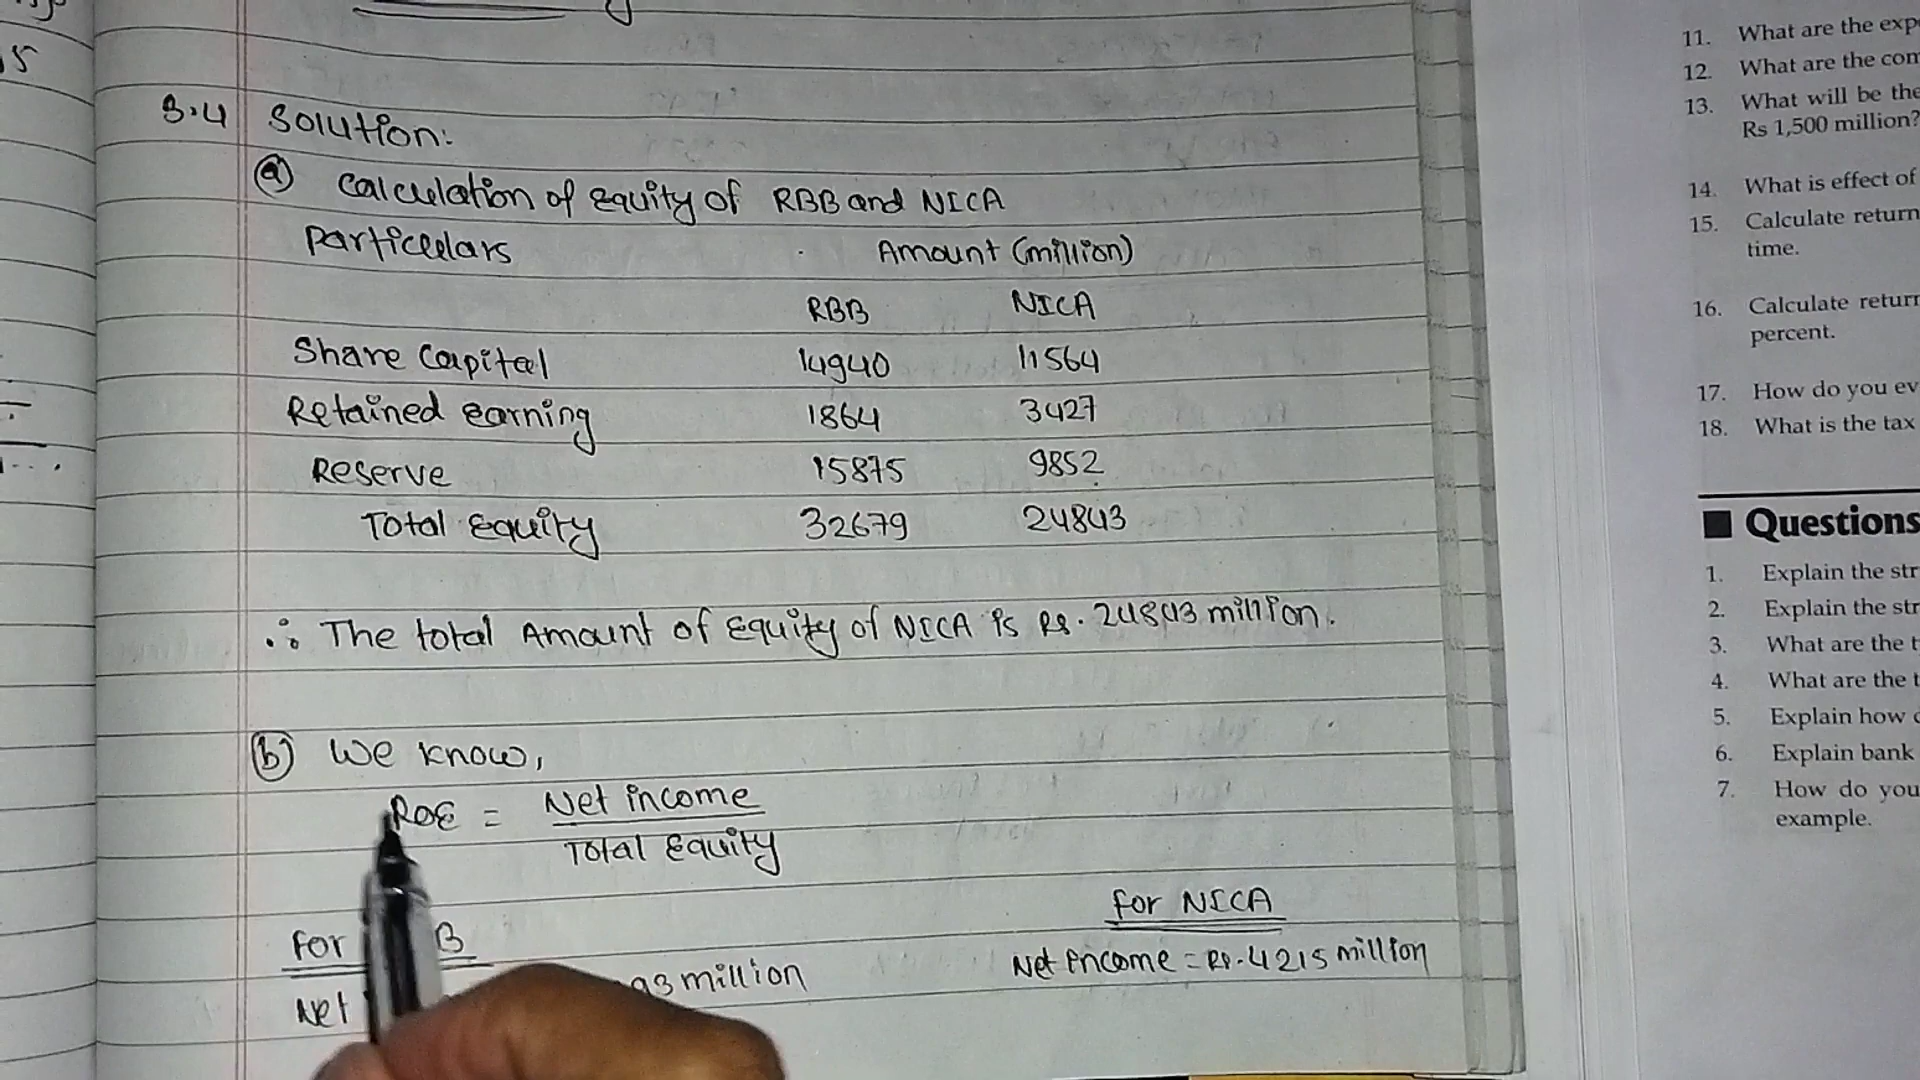 15
3.4 Solution:
(a) Calculation of Equity of RBB and NICA
Particulars Amount (million)
RBB NICA
Share Capital 14940 11564
Retained earning 1864 3427
Reserve 15875 9852
Total Equity 32679 24843
∴ The total Amount of Equity of NICA is Rs. 24843 million.
(b) We know,
ROE = Net income
Total Equity
for B for NICA
Net 93 million Net income = Rs. 4215 million
11. What are the exp
12. What are the com
13. What will be the
Rs 1,500 million?
14. What is effect of
15. Calculate return
time.
16. Calculate return
percent.
17. How do you ev
18. What is the tax
■ Questions
1. Explain the str
2. Explain the str
3. What are the t
4. What are the t
5. Explain how
6. Explain bank
7. How do you
example.